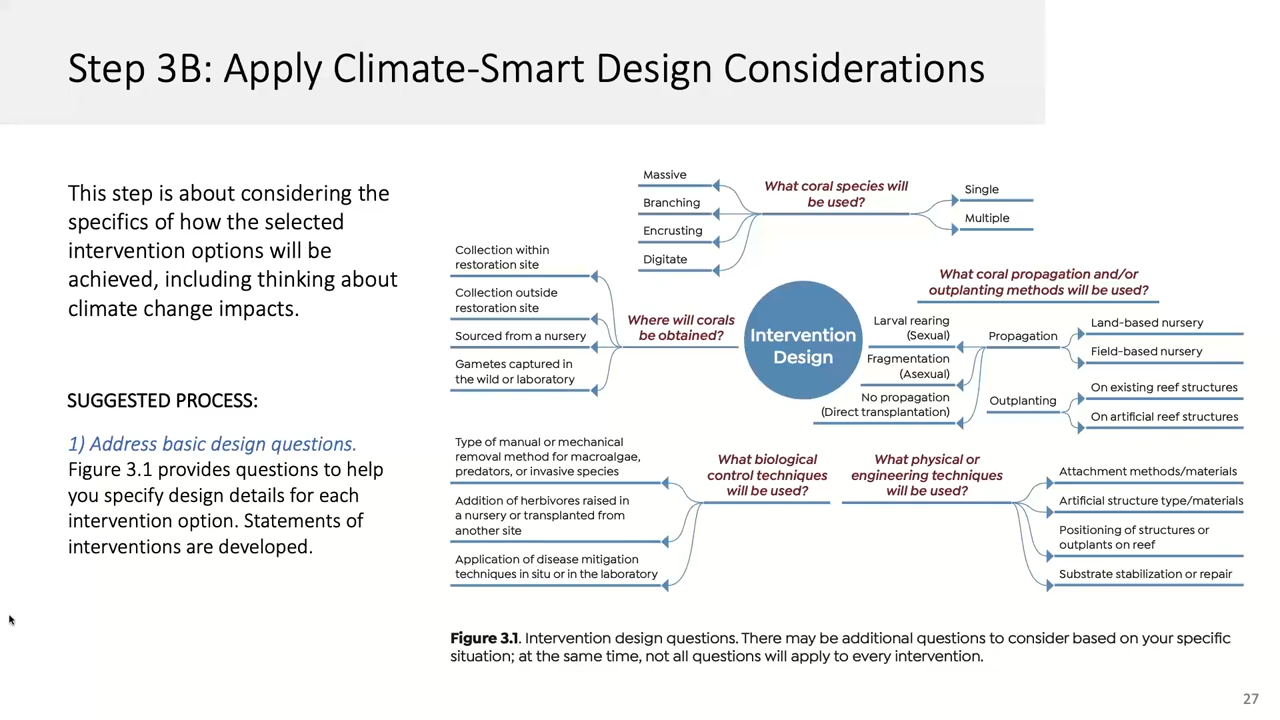 Step 3B: Apply Climate-Smart Design Considerations
This step is about considering the
specifics of how the selected
intervention options will be
achieved, including thinking about
climate change impacts.
SUGGESTED PROCESS:
1) Address basic design questions.
Figure 3.1 provides questions to help
you specify design details for each
intervention option. Statements of
interventions are developed.
What coral species will
be used?
Massive
Branching
Encrusting
Digitate
Single
Multiple
Where will corals
be obtained?
Collection within
restoration site
Collection outside
restoration site
Sourced from a nursery
Gametes captured in
the wild or laboratory
Intervention
Design
What coral propagation and/or
outplanting methods will be used?
Larval rearing
(Sexual)
Fragmentation
(Asexual)
No propagation
(Direct transplantation)
Propagation
Land-based nursery
Field-based nursery
Outplanting
On existing reef structures
On artificial reef structures
What biological
control techniques
will be used?
Type of manual or mechanical
removal method for macroalgae,
predators, or invasive species
Addition of herbivores raised in
a nursery or transplanted from
another site
Application of disease mitigation
techniques in situ or in the laboratory
What physical or
engineering techniques
will be used?
Attachment methods/materials
Artificial structure type/materials
Positioning of structures or
outplants on reef
Substrate stabilization or repair
Figure 3.1. Intervention design questions. There may be additional questions to consider based on your specific
situation; at the same time, not all questions will apply to every intervention.
27